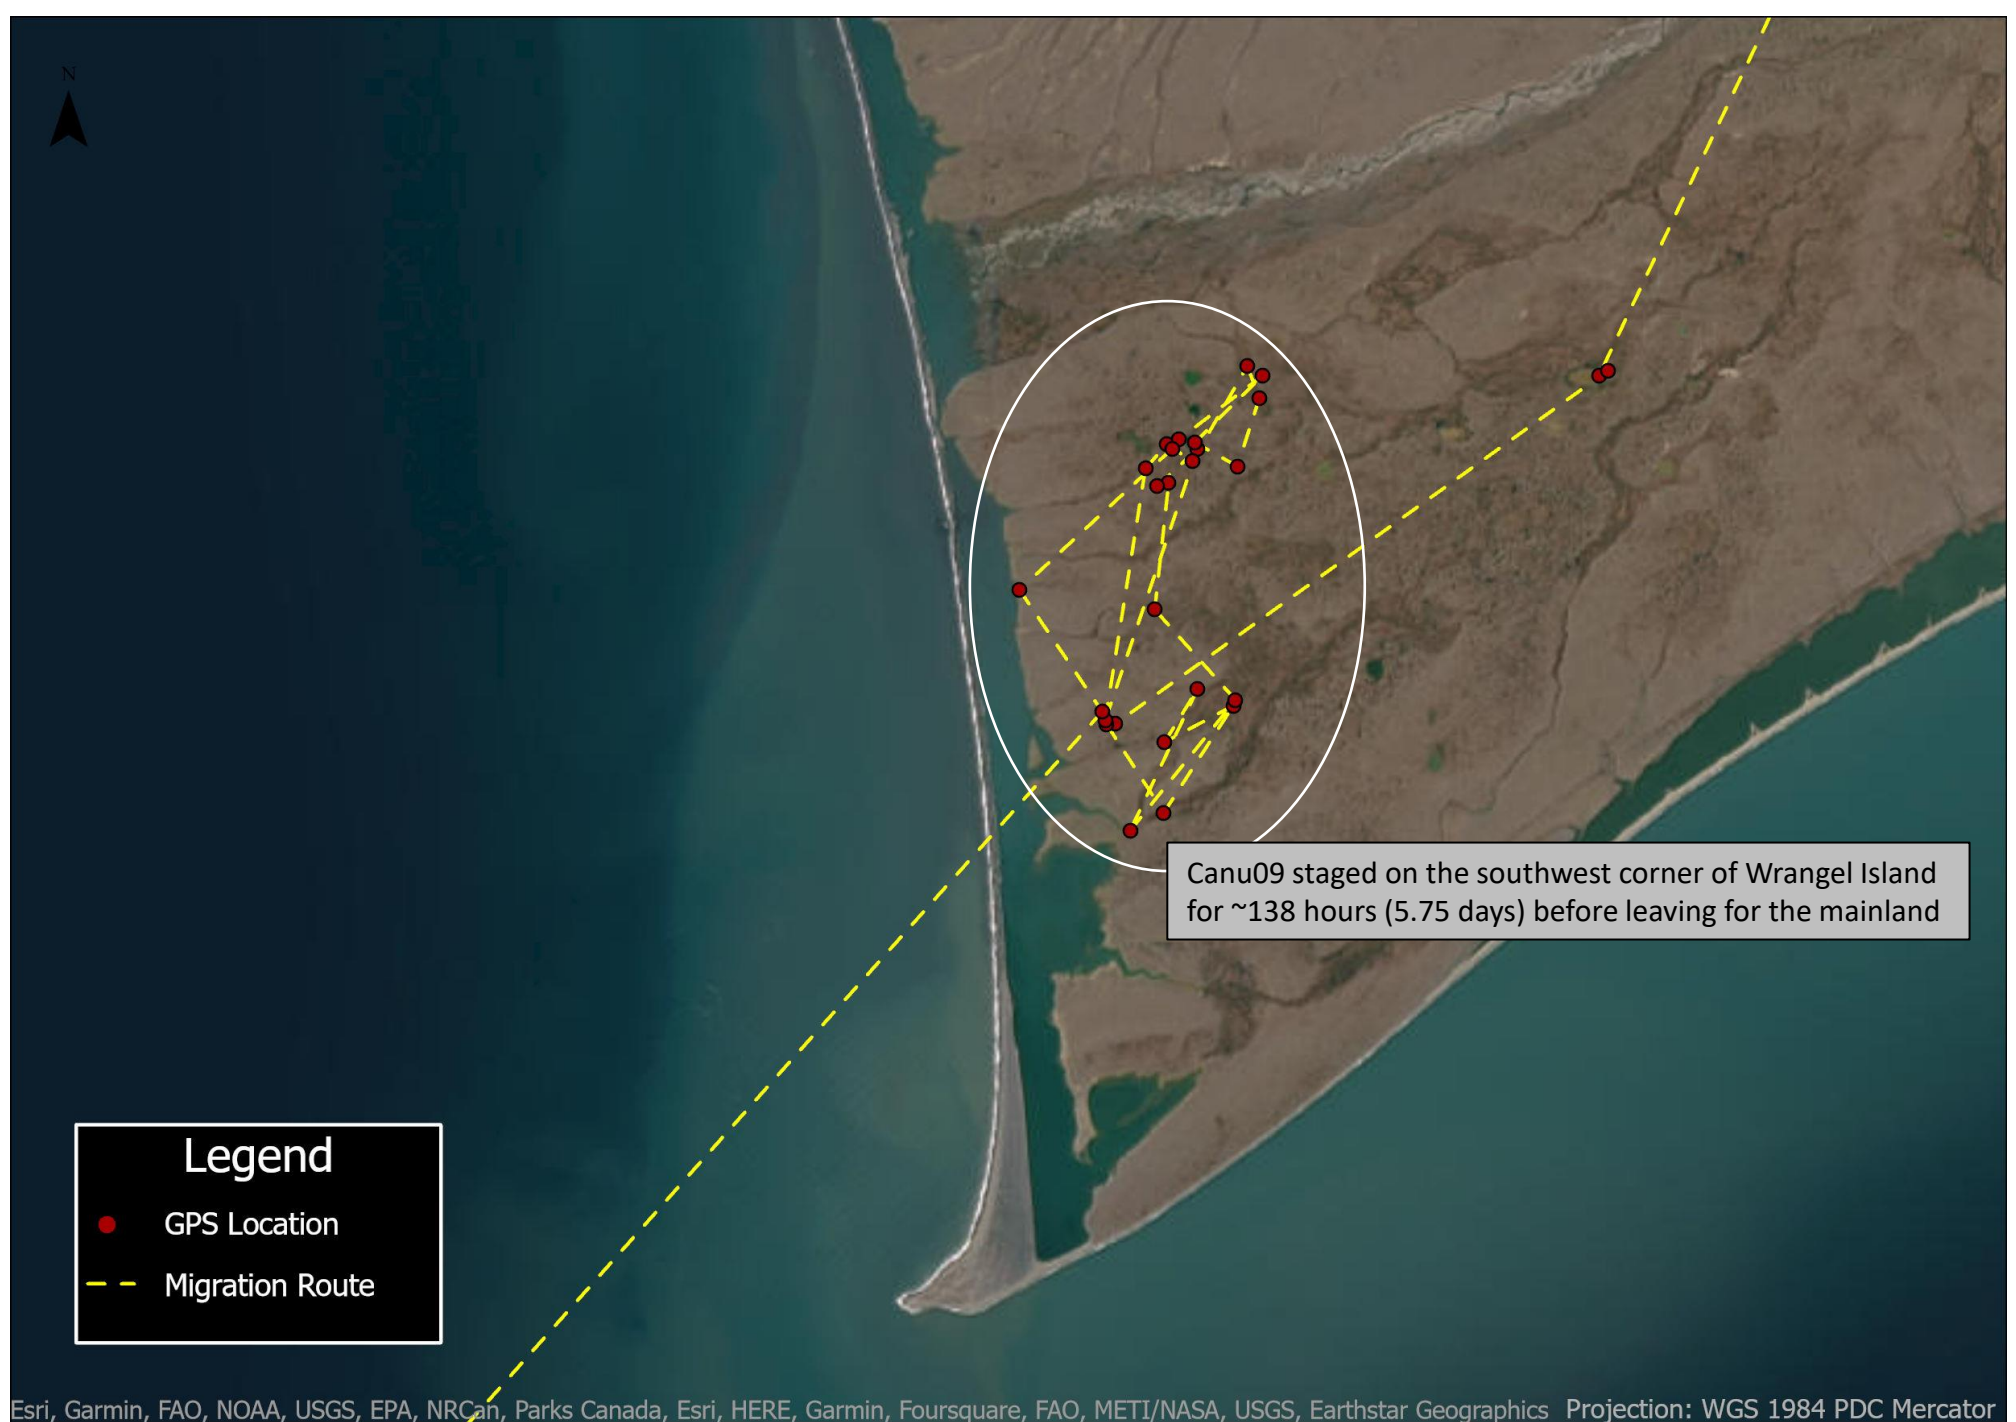 N
Canu09 staged on the southwest corner of Wrangel Island
for ~138 hours (5.75 days) before leaving for the mainland
Legend
GPS Location
Migration Route
Esri, Garmin, FAO, NOAA, USGS, EPA, NRCan, Parks Canada, Esri, HERE, Garmin, Foursquare, FAO, METI/NASA, USGS, Earthstar Geographics Projection: WGS 1984 PDC Mercator